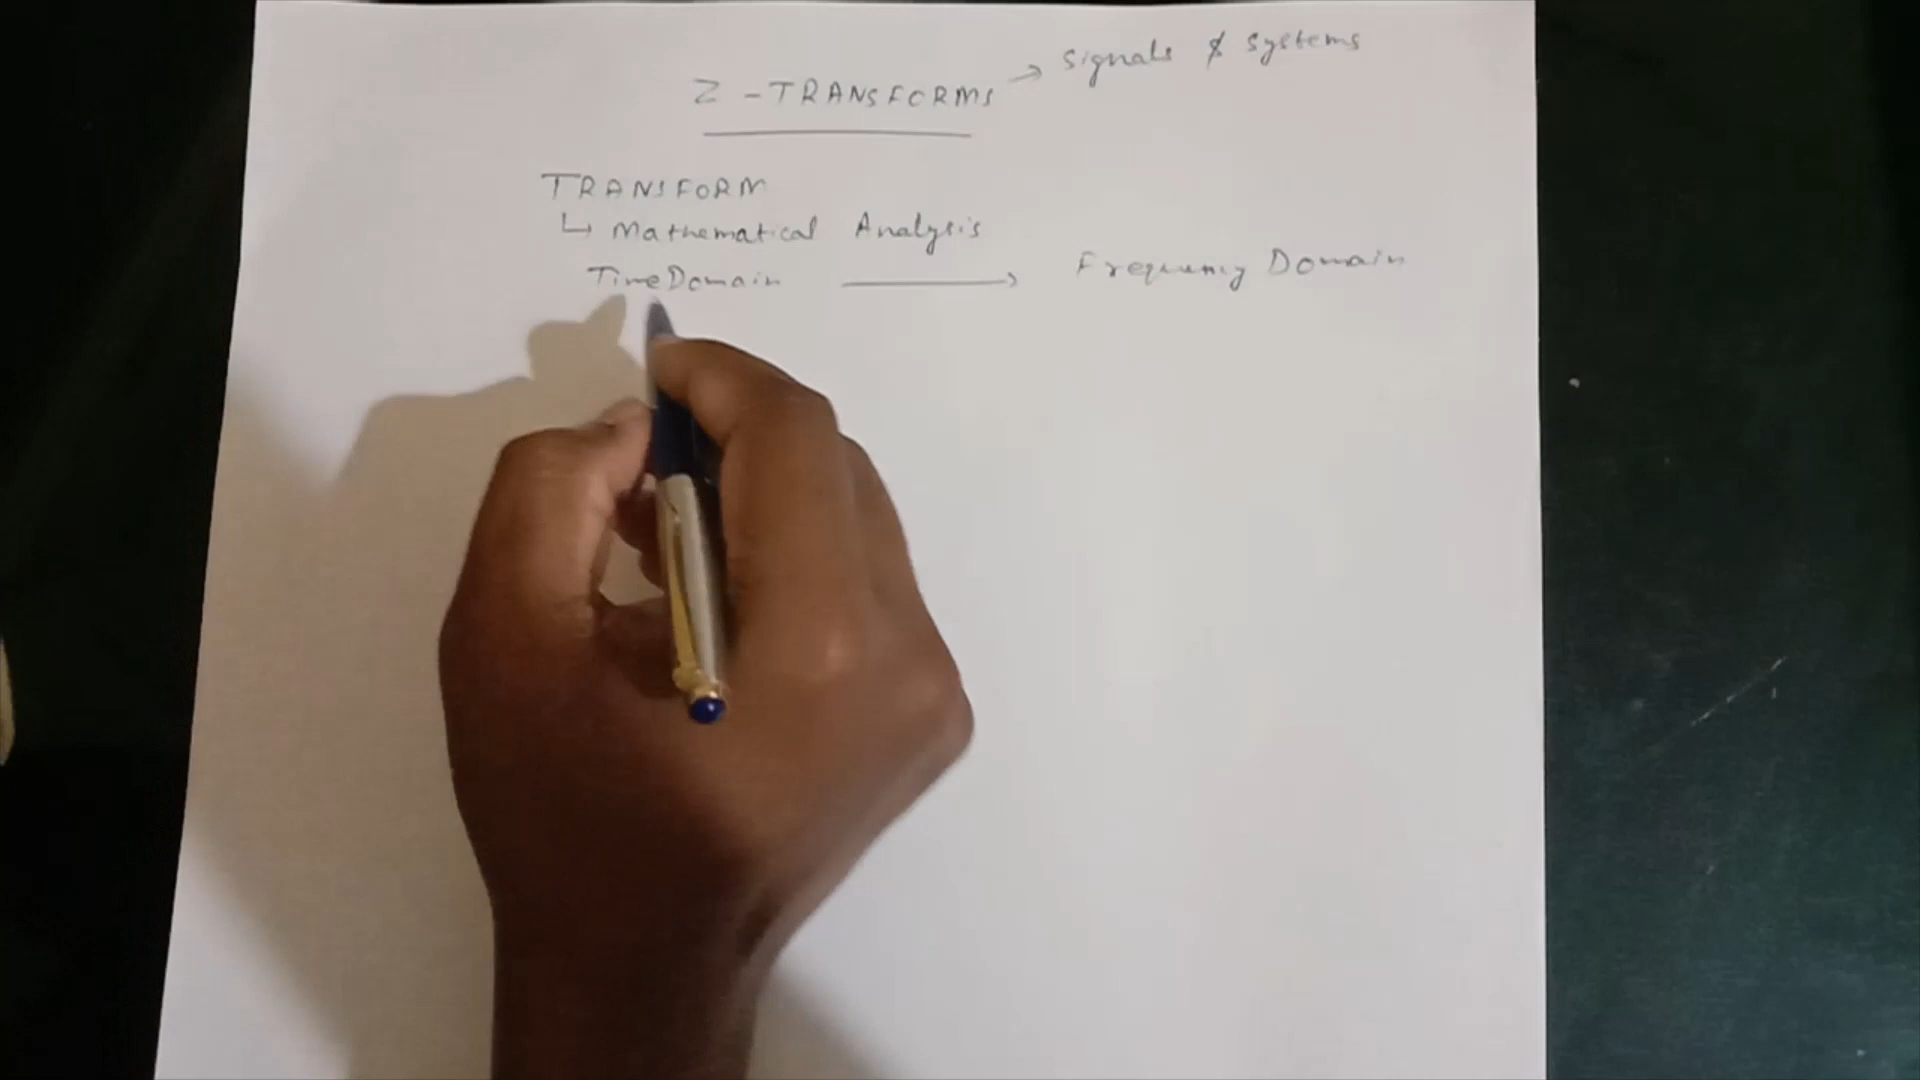 Z - TRANSFORMS → Signals & Systems
TRANSFORM
↳ Mathematical Analysis
Time Domain → Frequency Domain